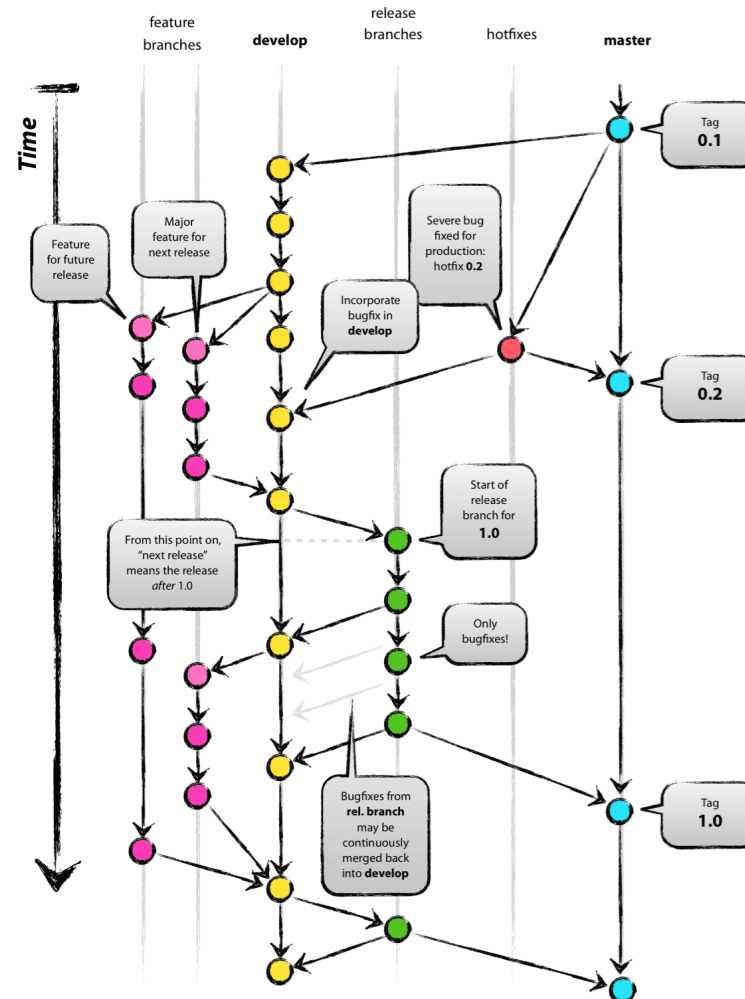 feature
branches
develop
release
branches
hotfixes
master
Time
Tag
0.1
Major
feature for
next release
Feature
for future
release
Severe bug
fixed for
production:
hotfix 0.2
Incorporate
bugfix in
develop
Tag
0.2
Start of
release
branch for
1.0
From this point on,
“next release”
means the release
after 1.0
Only
bugfixes!
Bugfixes from
rel. branch
may be
continuously
merged back
into develop
Tag
1.0